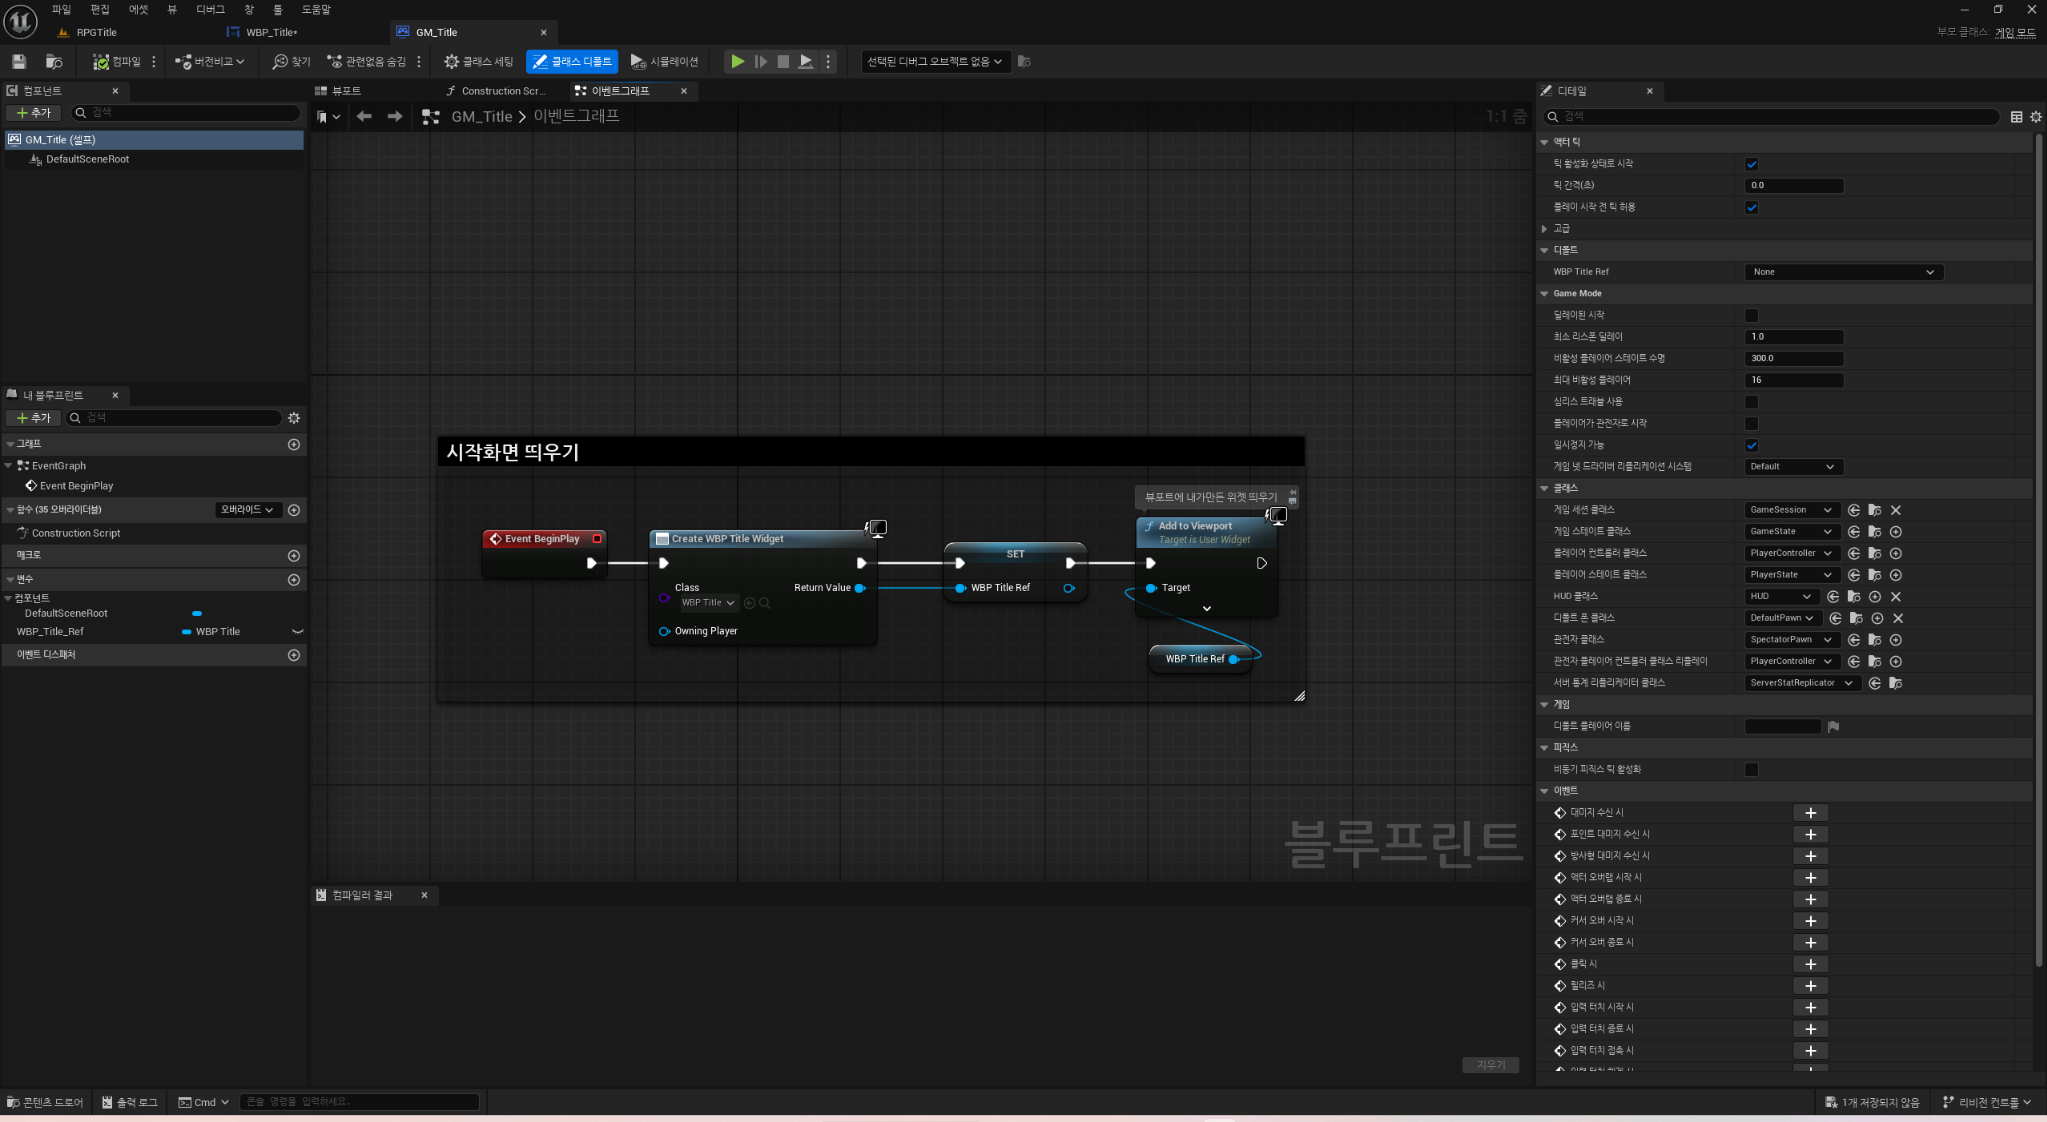 파일 편집 에셋 뷰 디버그 창 툴 도움말
RPGTitle WBP_Title* GM_Title
부모 클래스: 게임 모드
컴파일 버전비교 찾기 관련없음 숨김 클래스 세팅 클래스 디폴트 시뮬레이션 선택된 디버그 오브젝트 없음
컴포넌트
추가 검색
GM_Title (셀프)
DefaultSceneRoot
내 블루프린트
추가 검색
그래프
EventGraph
Event BeginPlay
함수 (35 오버라이더블) 오버라이드
Construction Script
매크로
변수
컴포넌트
DefaultSceneRoot
WBP_Title_Ref WBP Title
이벤트 디스패처
뷰포트 Construction Scr... 이벤트그래프
GM_Title > 이벤트그래프 1:1 줌
시작화면 띄우기
Event BeginPlay
Create WBP Title Widget
Class
WBP Title
Return Value
Owning Player
SET
WBP Title Ref
뷰포트에 내가만든 위젯 띄우기
Add to Viewport
Target is User Widget
Target
WBP Title Ref
블루프린트
컴파일러 결과
지우기
디테일
검색
액터 틱
틱 활성화 상태로 시작
틱 간격(초) 0.0
플레이 시작 전 틱 허용
고급
디폴트
WBP Title Ref None
Game Mode
딜레이된 시작
최소 리스폰 딜레이 1.0
비활성 플레이어 스테이트 수명 300.0
최대 비활성 플레이어 16
심리스 트래블 사용
플레이어가 관전자로 시작
일시정지 가능
게임 넷 드라이버 리플리케이션 시스템 Default
클래스
게임 세션 클래스 GameSession
게임 스테이트 클래스 GameState
플레이어 컨트롤러 클래스 PlayerController
플레이어 스테이트 클래스 PlayerState
HUD 클래스 HUD
디폴트 폰 클래스 DefaultPawn
관전자 클래스 SpectatorPawn
관전자 플레이어 컨트롤러 클래스 리플레이 PlayerController
서버 통계 리플리케이터 클래스 ServerStatReplicator
게임
디폴트 플레이어 이름
피직스
비동기 피직스 틱 활성화
이벤트
대미지 수신 시
포인트 대미지 수신 시
방사형 대미지 수신 시
액터 오버랩 시작 시
액터 오버랩 종료 시
커서 오버 시작 시
커서 오버 종료 시
클릭 시
릴리즈 시
입력 터치 시작 시
입력 터치 종료 시
입력 터치 접촉 시
콘텐츠 드로어 출력 로그 Cmd 콘솔 명령을 입력하세요.
1개 저장되지 않음 리비전 컨트롤